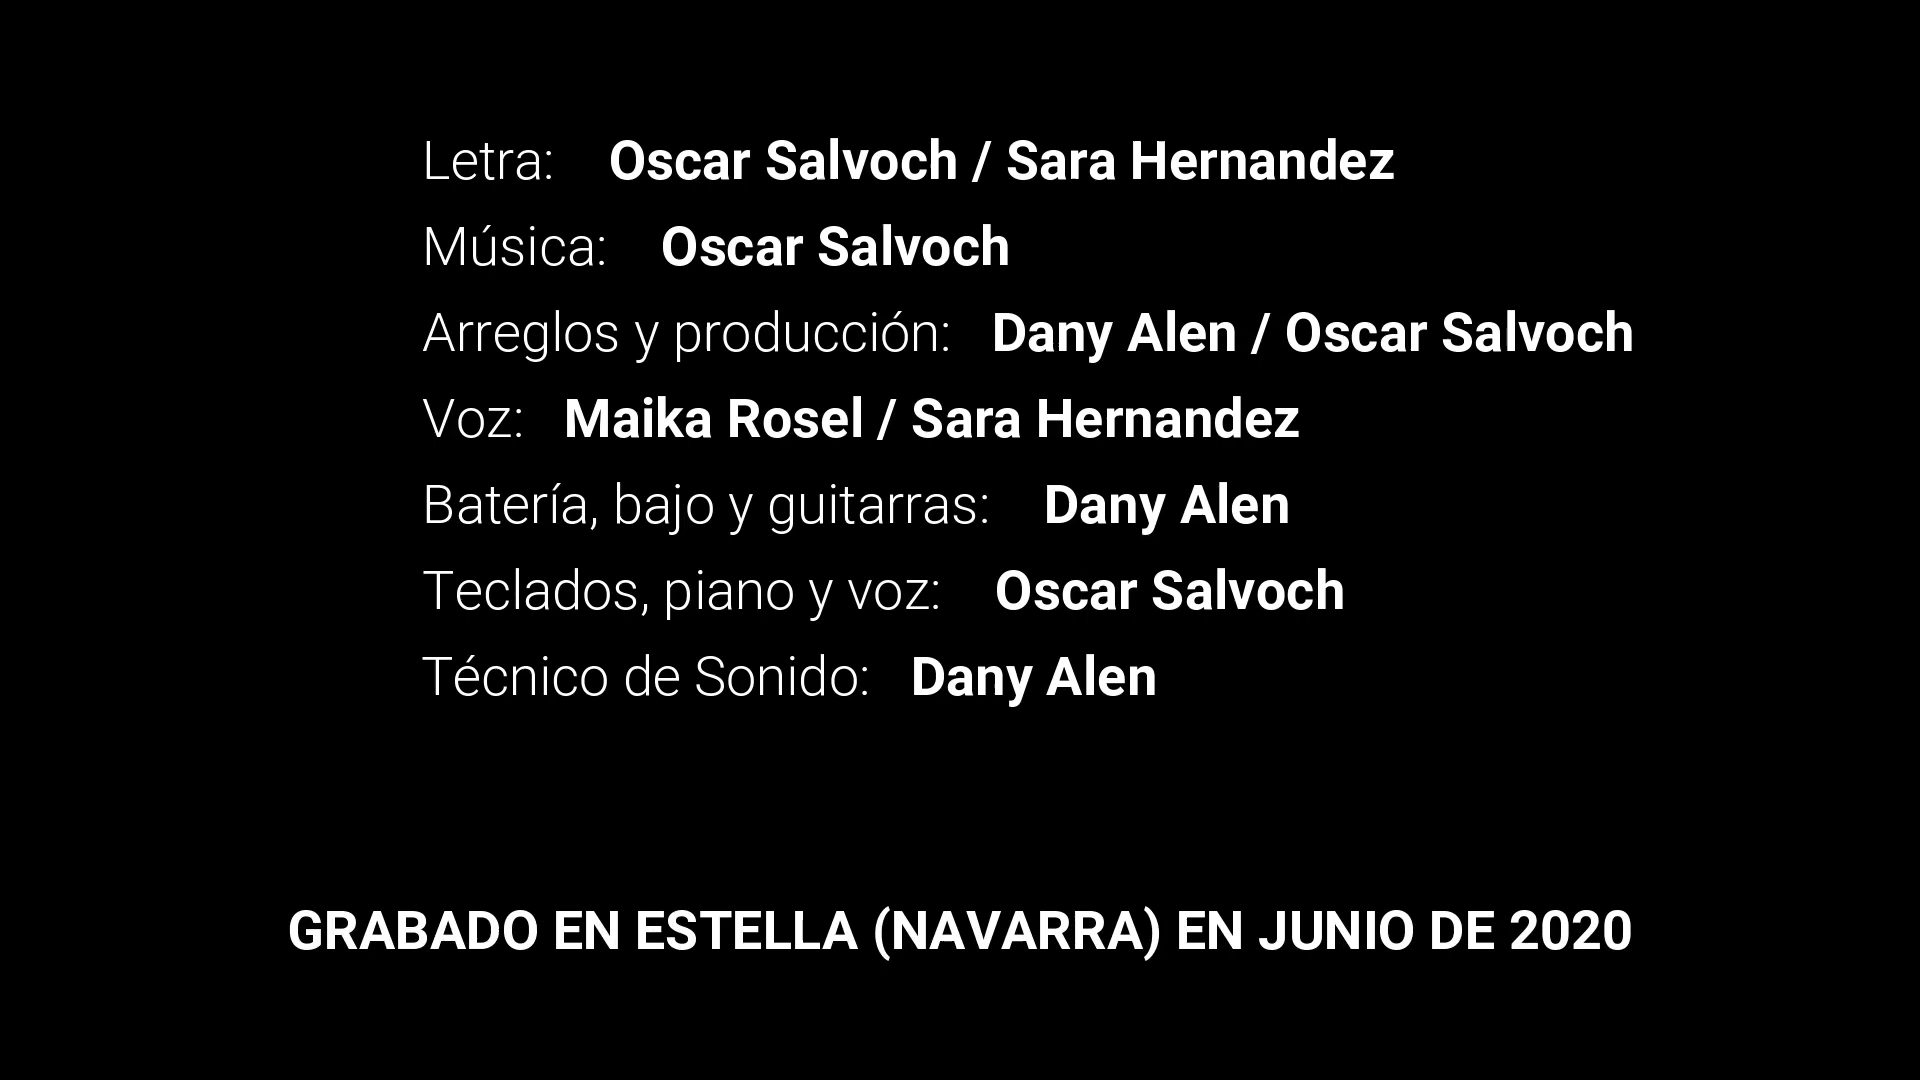 Letra: Oscar Salvoch / Sara Hernandez
Música: Oscar Salvoch
Arreglos y producción: Dany Alen / Oscar Salvoch
Voz: Maika Rosel / Sara Hernandez
Batería, bajo y guitarras: Dany Alen
Teclados, piano y voz: Oscar Salvoch
Técnico de Sonido: Dany Alen
GRABADO EN ESTELLA (NAVARRA) EN JUNIO DE 2020